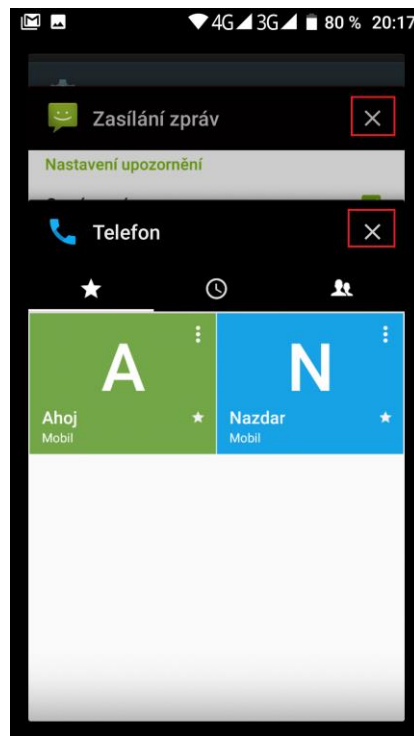 4G 3G 80 % 20:17
Zasílání zpráv
Nastavení upozornění
Telefon
A N
Ahoj Nazdar
Mobil Mobil